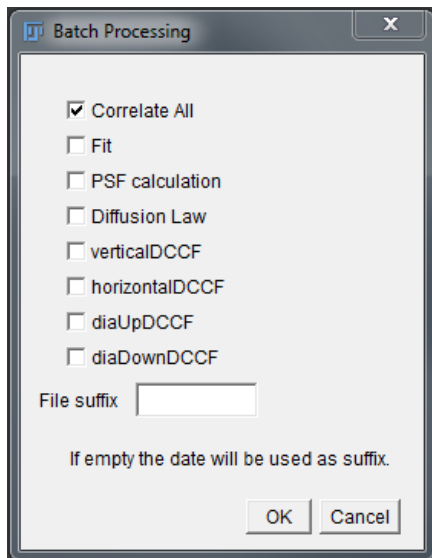 Batch Processing
Correlate All
Fit
PSF calculation
Diffusion Law
verticalDCCF
horizontalDCCF
diaUpDCCF
diaDownDCCF
File suffix
If empty the date will be used as suffix.
OK Cancel